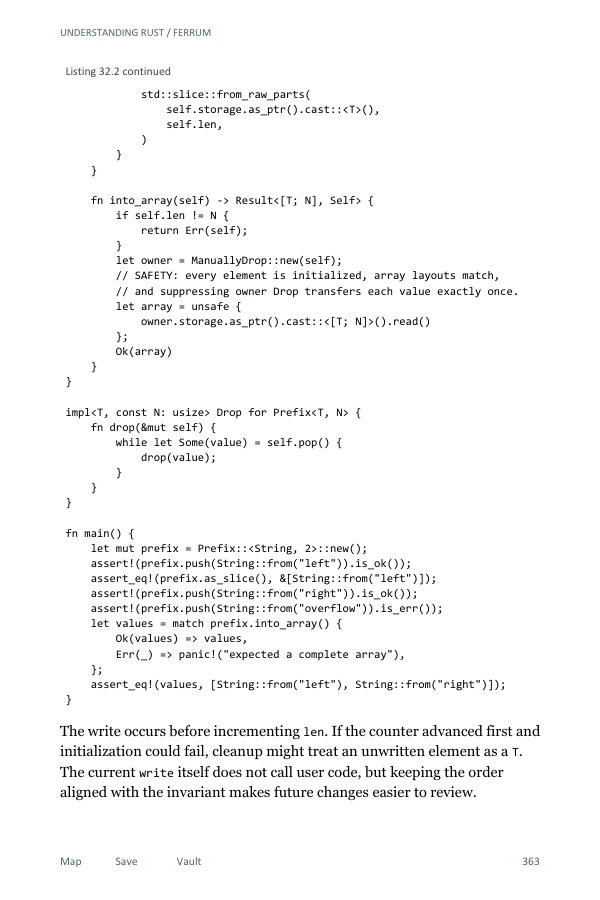 UNDERSTANDING RUST / FERRUM
Listing 32.2 continued
            std::slice::from_raw_parts(
                self.storage.as_ptr().cast::<T>(),
                self.len,
            )
        }
    }

    fn into_array(self) -> Result<[T; N], Self> {
        if self.len != N {
            return Err(self);
        }
        let owner = ManuallyDrop::new(self);
        // SAFETY: every element is initialized, array layouts match,
        // and suppressing owner Drop transfers each value exactly once.
        let array = unsafe {
            owner.storage.as_ptr().cast::<[T; N]>().read()
        };
        Ok(array)
    }
}

impl<T, const N: usize> Drop for Prefix<T, N> {
    fn drop(&mut self) {
        while let Some(value) = self.pop() {
            drop(value);
        }
    }
}

fn main() {
    let mut prefix = Prefix::<String, 2>::new();
    assert!(prefix.push(String::from("left")).is_ok());
    assert_eq!(prefix.as_slice(), &[String::from("left")]);
    assert!(prefix.push(String::from("right")).is_ok());
    assert!(prefix.push(String::from("overflow")).is_err());
    let values = match prefix.into_array() {
        Ok(values) => values,
        Err(_) => panic!("expected a complete array"),
    };
    assert_eq!(values, [String::from("left"), String::from("right")]);
}
The write occurs before incrementing len. If the counter advanced first and
initialization could fail, cleanup might treat an unwritten element as a T.
The current write itself does not call user code, but keeping the order
aligned with the invariant makes future changes easier to review.
Map Save Vault 363